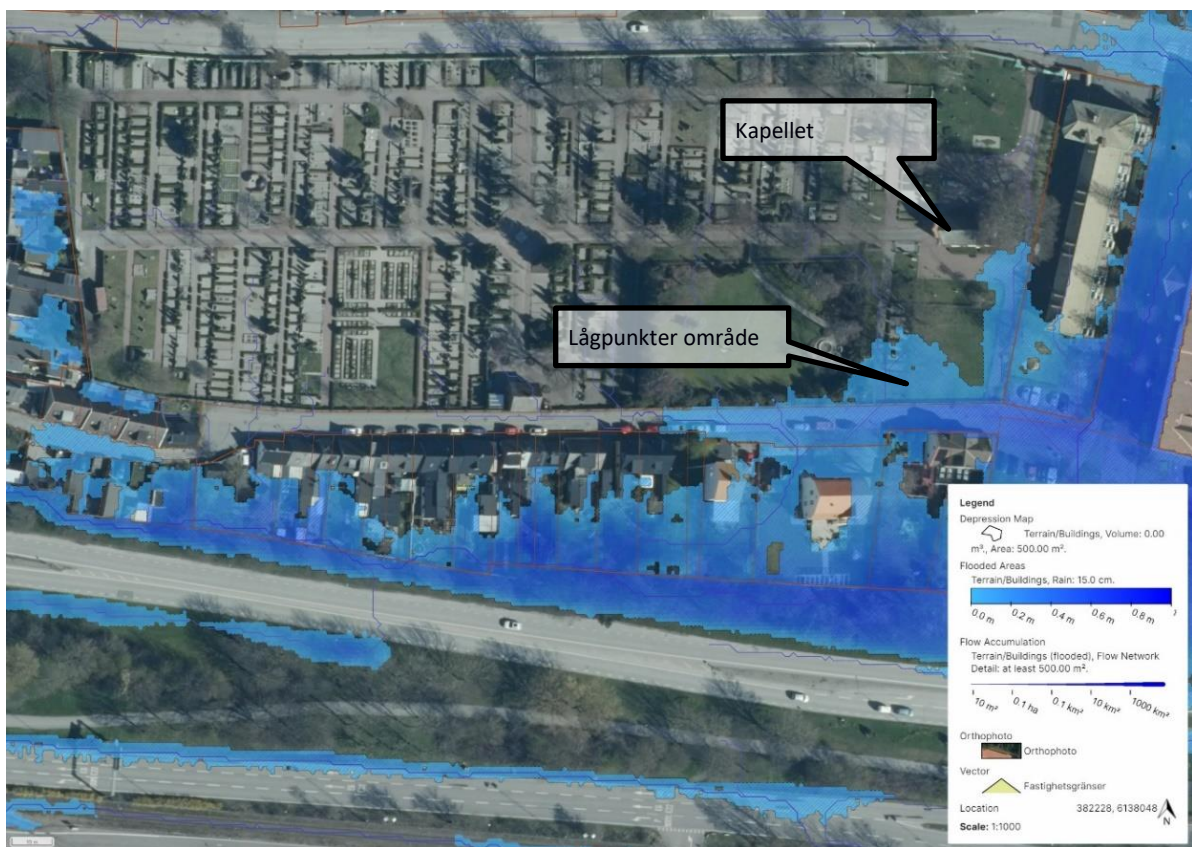 Kapellet
Lågpunkter område
Legend
Depression Map
Terrain/Buildings, Volume: 0.00
m³., Area: 500.00 m².
Flooded Areas
Terrain/Buildings, Rain: 15.0 cm.
0.0 m 0.2 m 0.4 m 0.6 m 0.8 m
Flow Accumulation
Terrain/Buildings (flooded), Flow Network
Detail: at least 500.00 m².
10 m² 0.1 ha 0.1 km² 10 km² 1000 km²
Orthophoto
Orthophoto
Vector
Fastighetsgränser
Location 382228, 6138048
Scale: 1:1000
N
10 m